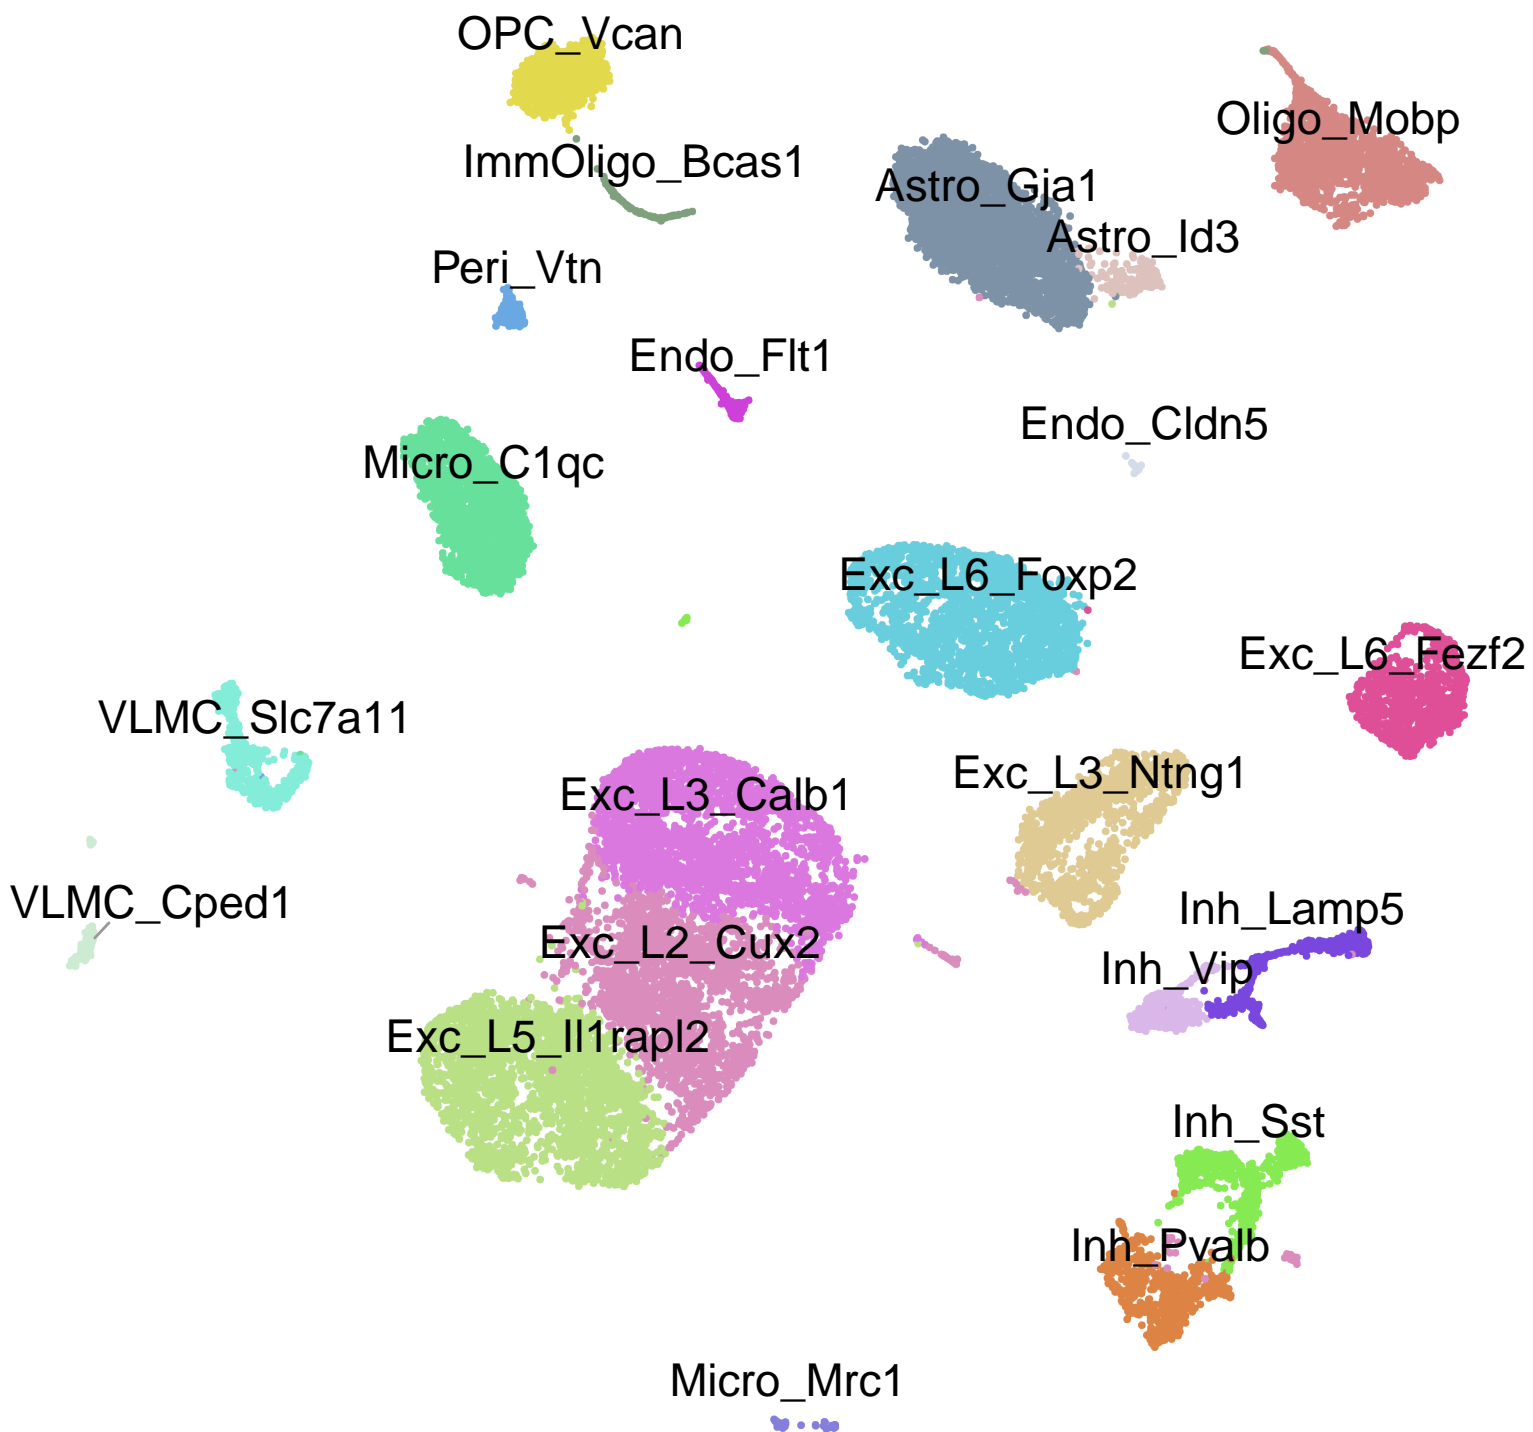 OPC_Vcan
Oligo_Mobp
ImmOligo_Bcas1
Astro_Gja1
Astro_Id3
Peri_Vtn
Endo_Flt1
Endo_Cldn5
Micro_C1qc
Exc_L6_Foxp2
Exc_L6_Fezf2
VLMC_Slc7a11
Exc_L3_Calb1
Exc_L3_Ntng1
VLMC_Cped1
Inh_Lamp5
Exc_L2_Cux2
Inh_Vip
Exc_L5_Il1rapl2
Inh_Sst
Inh_Pvalb
Micro_Mrc1